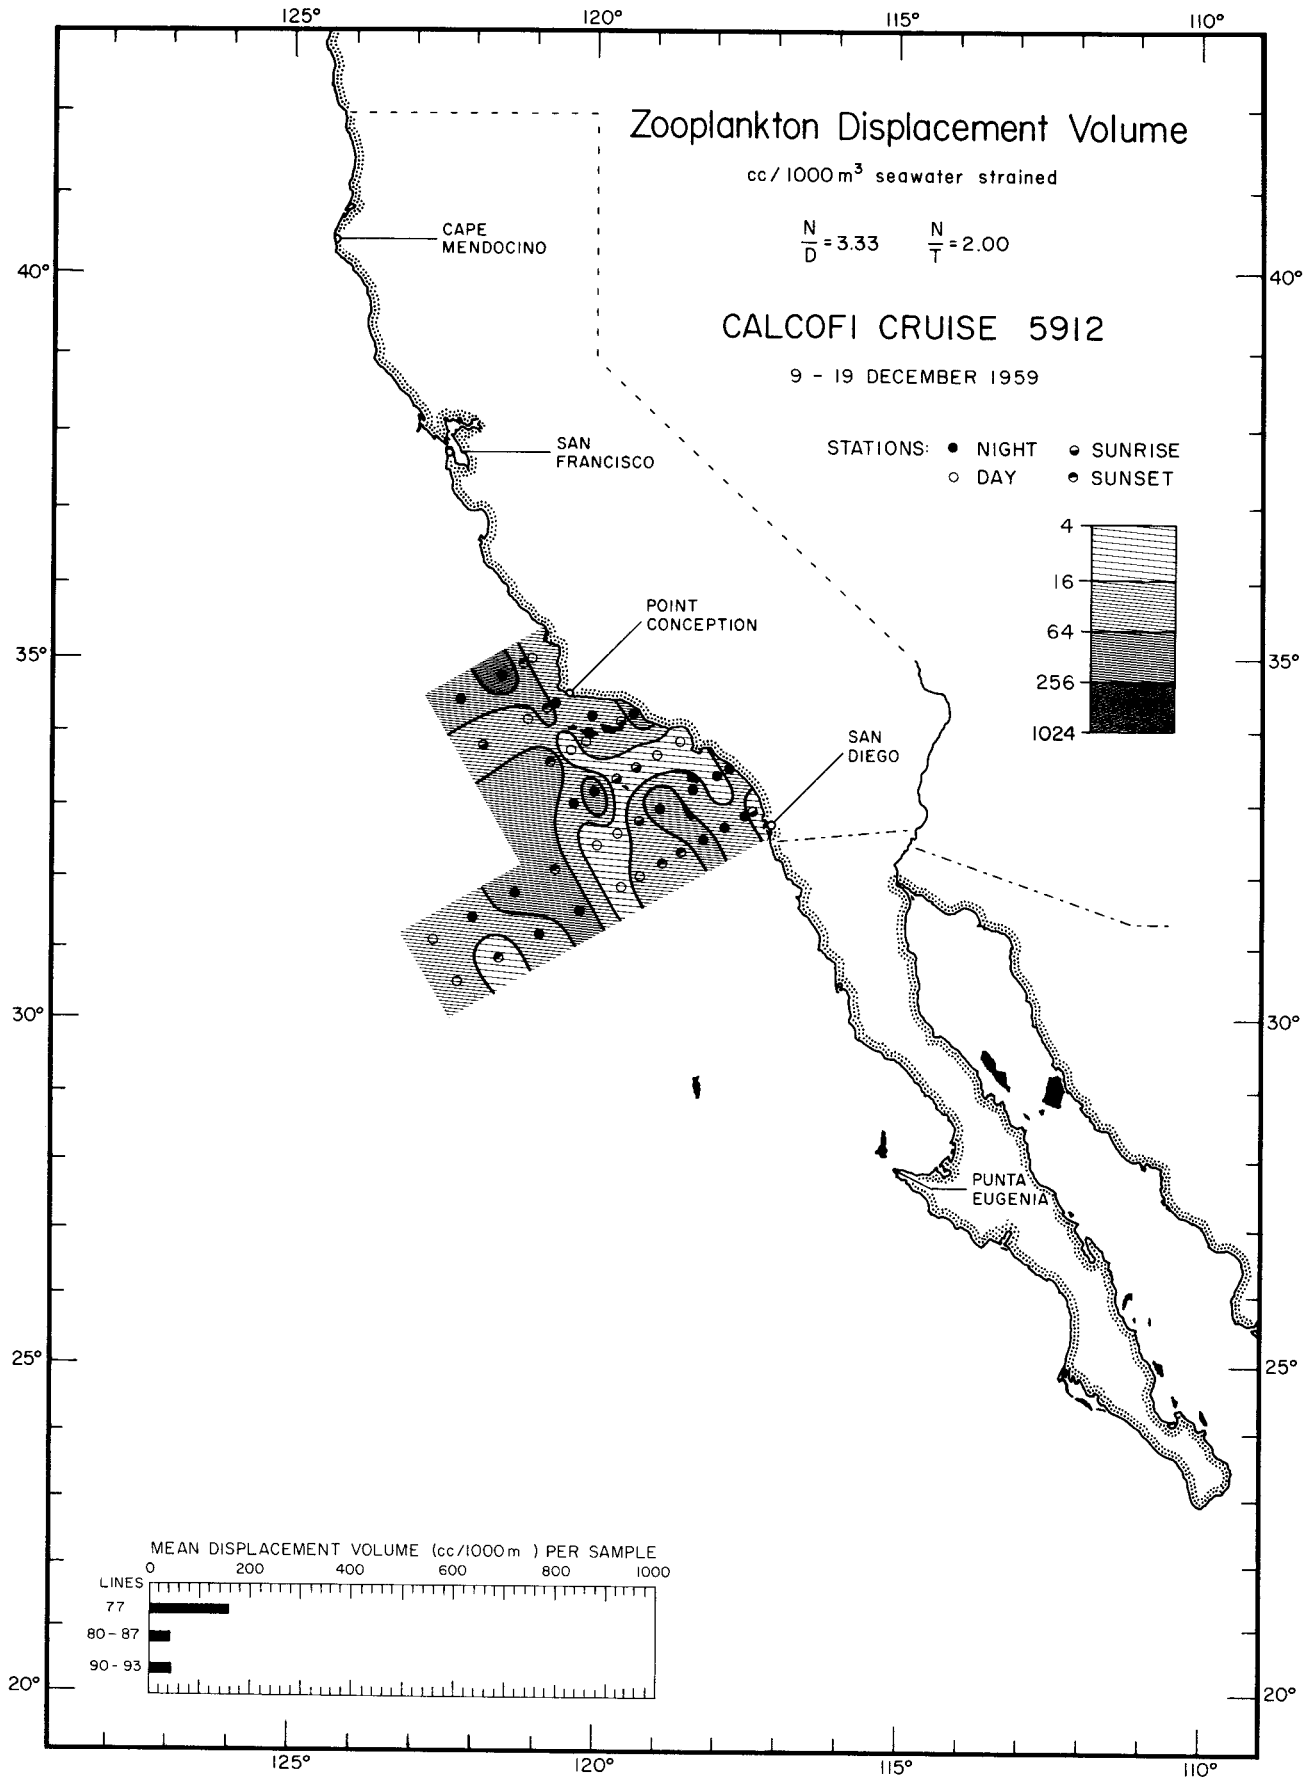 125° 120° 115° 110°
Zooplankton Displacement Volume
cc/1000m³ seawater strained
N/D = 3.33 N/T = 2.00
CAPE
MENDOCINO
40° 40°
CALCOFI CRUISE 5912
9 - 19 DECEMBER 1959
STATIONS: ● NIGHT ◒ SUNRISE
○ DAY ◓ SUNSET
SAN
FRANCISCO
4
16
64
256
1024
POINT
CONCEPTION
35° 35°
SAN
DIEGO
30° 30°
PUNTA
EUGENIA
25° 25°
MEAN DISPLACEMENT VOLUME (cc/1000m ) PER SAMPLE
0 200 400 600 800 1000
LINES
77
80-87
90-93
20° 20°
125° 120° 115° 110°